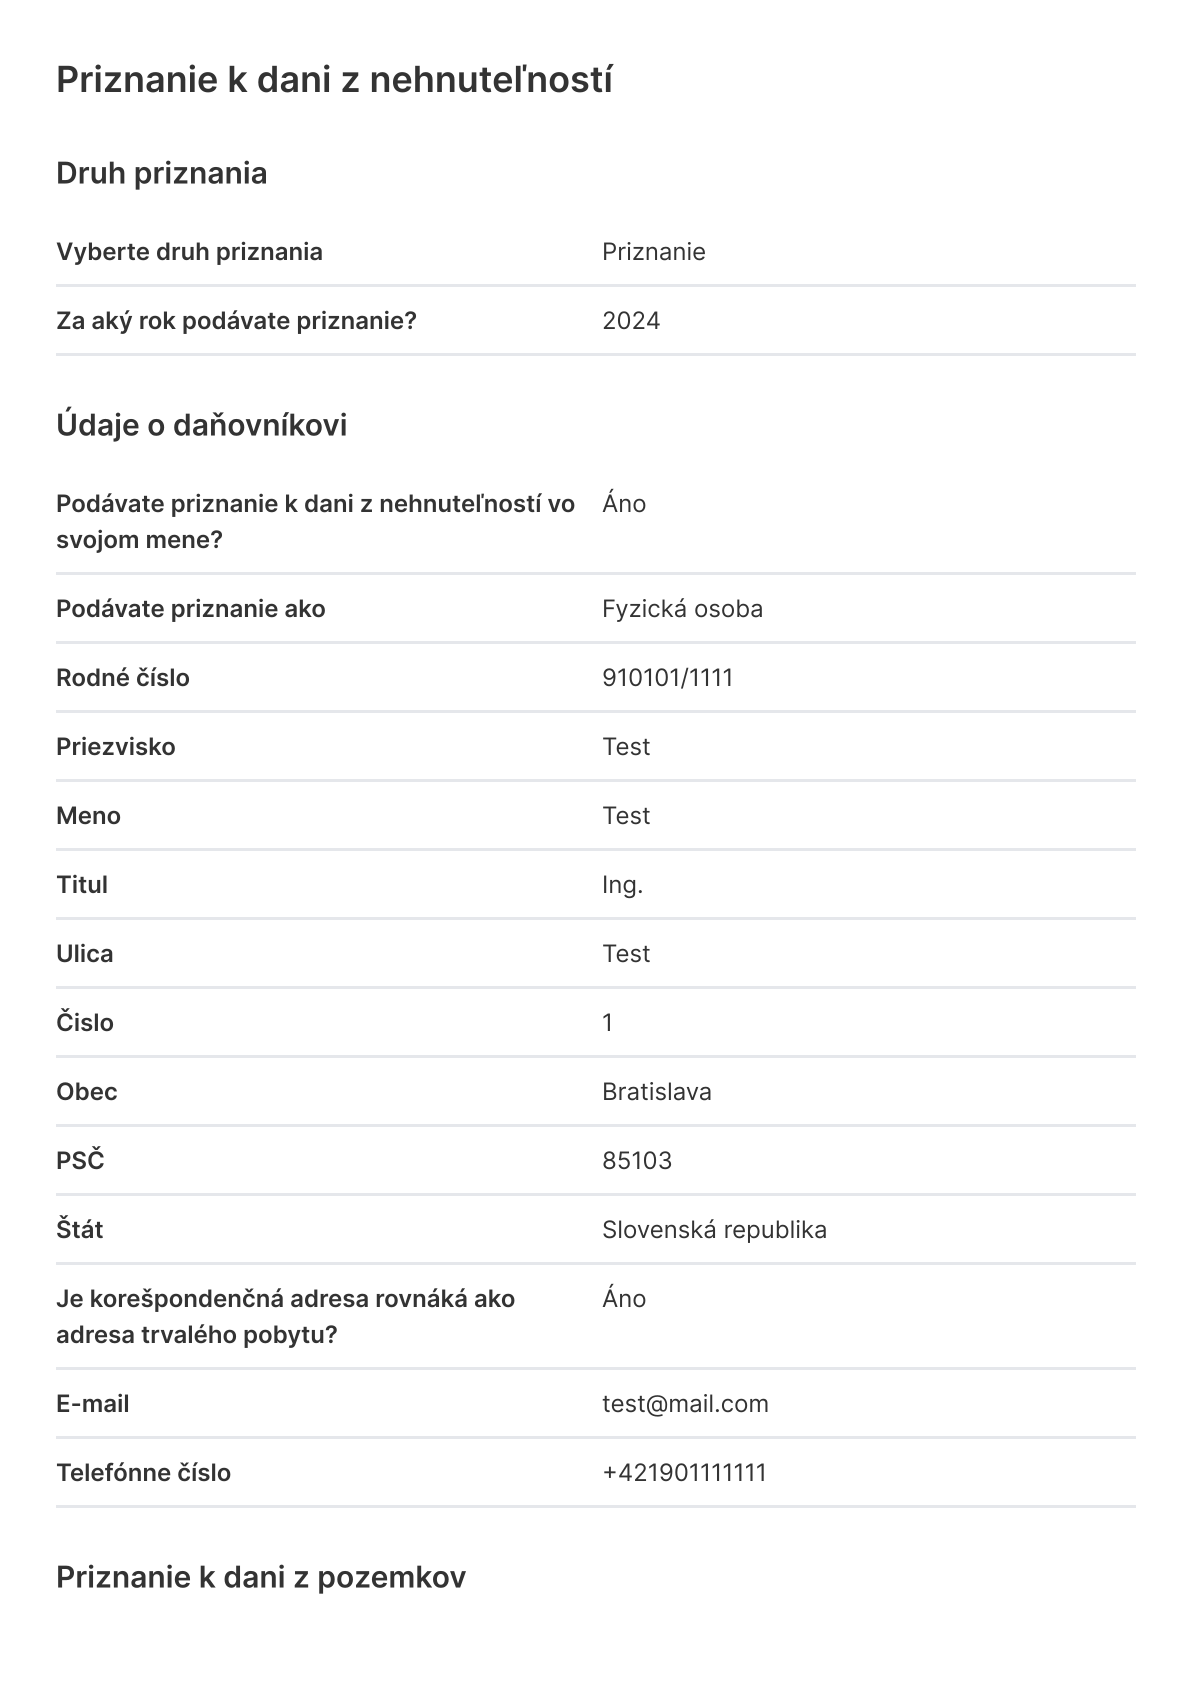 Priznanie k dani z nehnuteľností
Druh priznania
Vyberte druh priznania Priznanie
Za aký rok podávate priznanie? 2024
Údaje o daňovníkovi
Podávate priznanie k dani z nehnuteľností vo Áno
svojom mene?
Podávate priznanie ako Fyzická osoba
Rodné číslo 910101/1111
Priezvisko Test
Meno Test
Titul Ing.
Ulica Test
Čislo 1
Obec Bratislava
PSČ 85103
Štát Slovenská republika
Je korešpondenčná adresa rovnáká ako Áno
adresa trvalého pobytu?
E-mail test@mail.com
Telefónne číslo +421901111111
Priznanie k dani z pozemkov